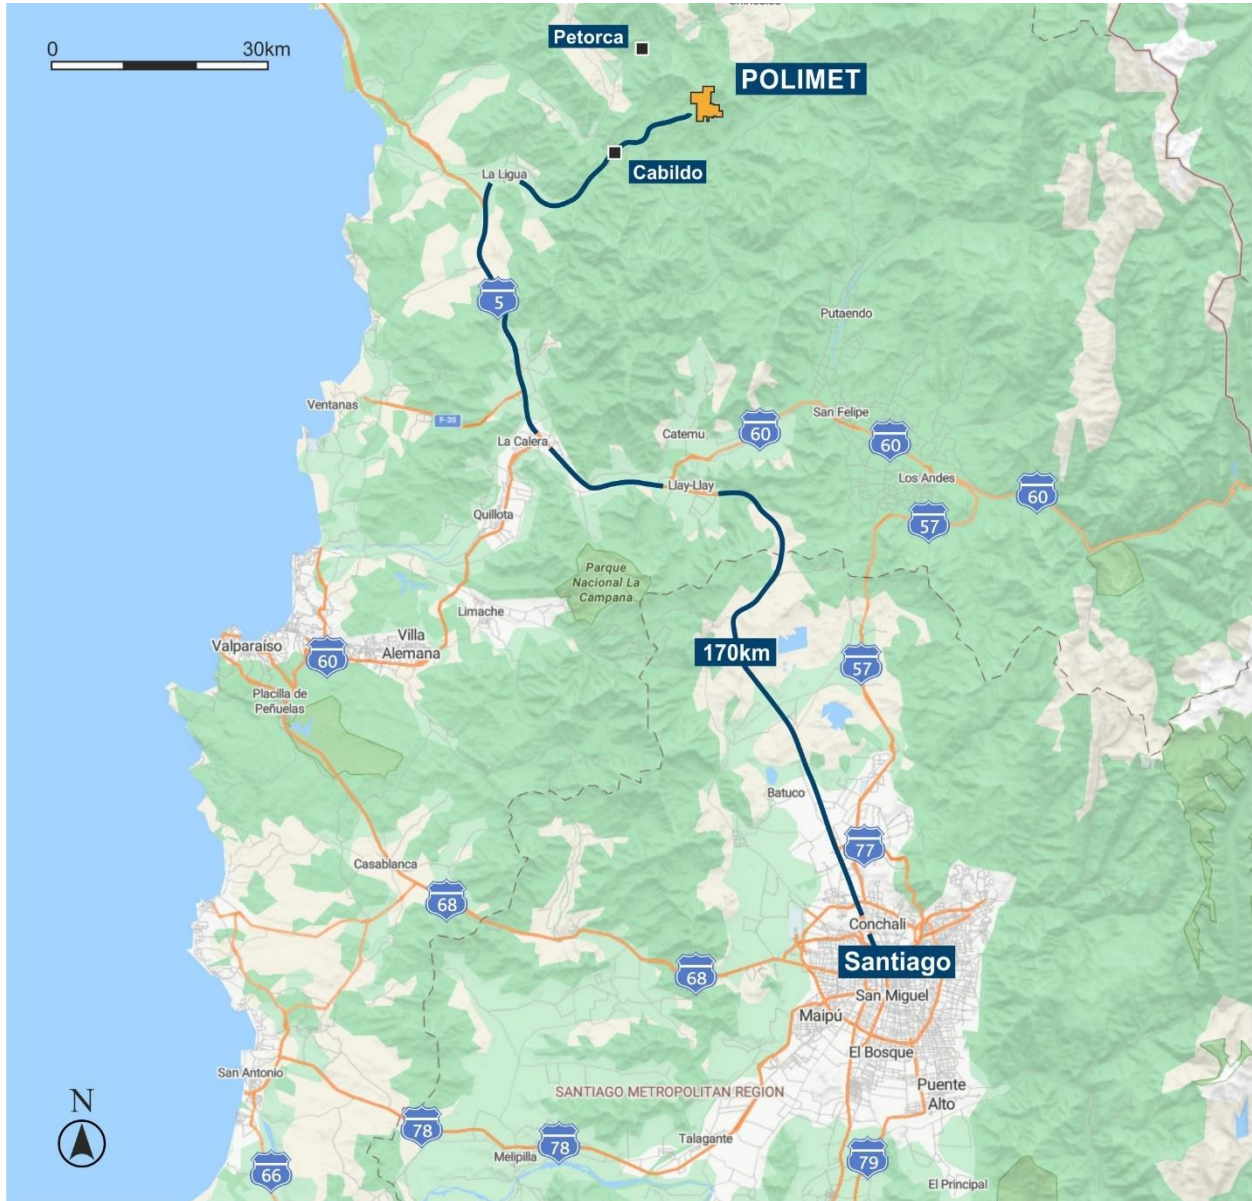 0 30km
Petorca
POLIMET
Cabildo
La Ligua
5
Putaendo
Ventanas
F-20
San Felipe
60
60
Catemu
La Calera
Los Andes
60
Llay-Llay
57
Quillota
Parque
Nacional La
Campana
Limache
Villa
Alemana
Valparaíso
60
170km
57
Placilla de
Peñuelas
Batuco
77
Casablanca
68
Conchali
Santiago
68
San Miguel
Maipú
El Bosque
San Antonio
Puente
Alto
SANTIAGO METROPOLITAN REGION
N
78
78
Talagante
Melipilla
66
79
El Principal